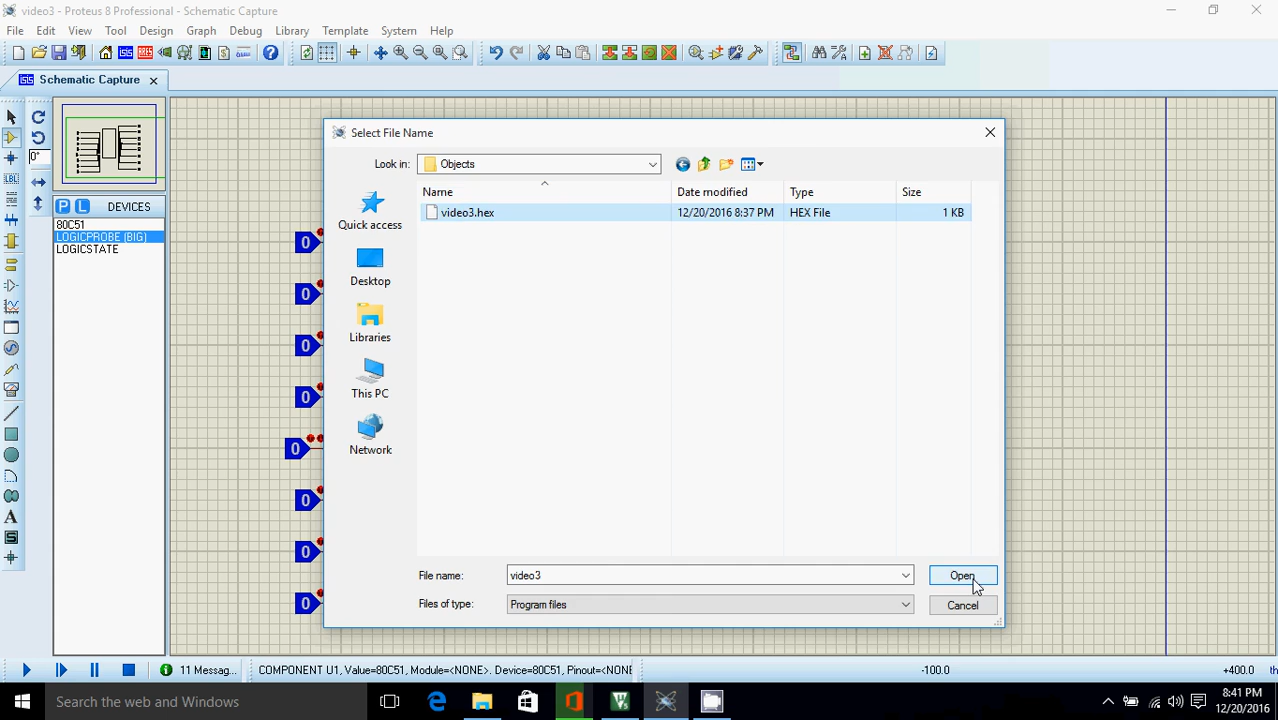 video3 - Proteus 8 Professional - Schematic Capture
File Edit View Tool Design Graph Debug Library Template System Help
Schematic Capture
0°
LBL
P L DEVICES
80C51
LOGICPROBE (BIG)
LOGICSTATE
A
0
0
0
0
0
0
0
0
Select File Name
Look in: Objects
Name Date modified Type Size
video3.hex 12/20/2016 8:37 PM HEX File 1 KB
Quick access
Desktop
Libraries
This PC
Network
File name: video3 Open
Files of type: Program files Cancel
11 Messag... COMPONENT U1, Value=80C51, Module=<NONE>, Device=80C51, Pinout=<NONE -100.0 +400.0 th
Search the web and Windows
8:41 PM
12/20/2016